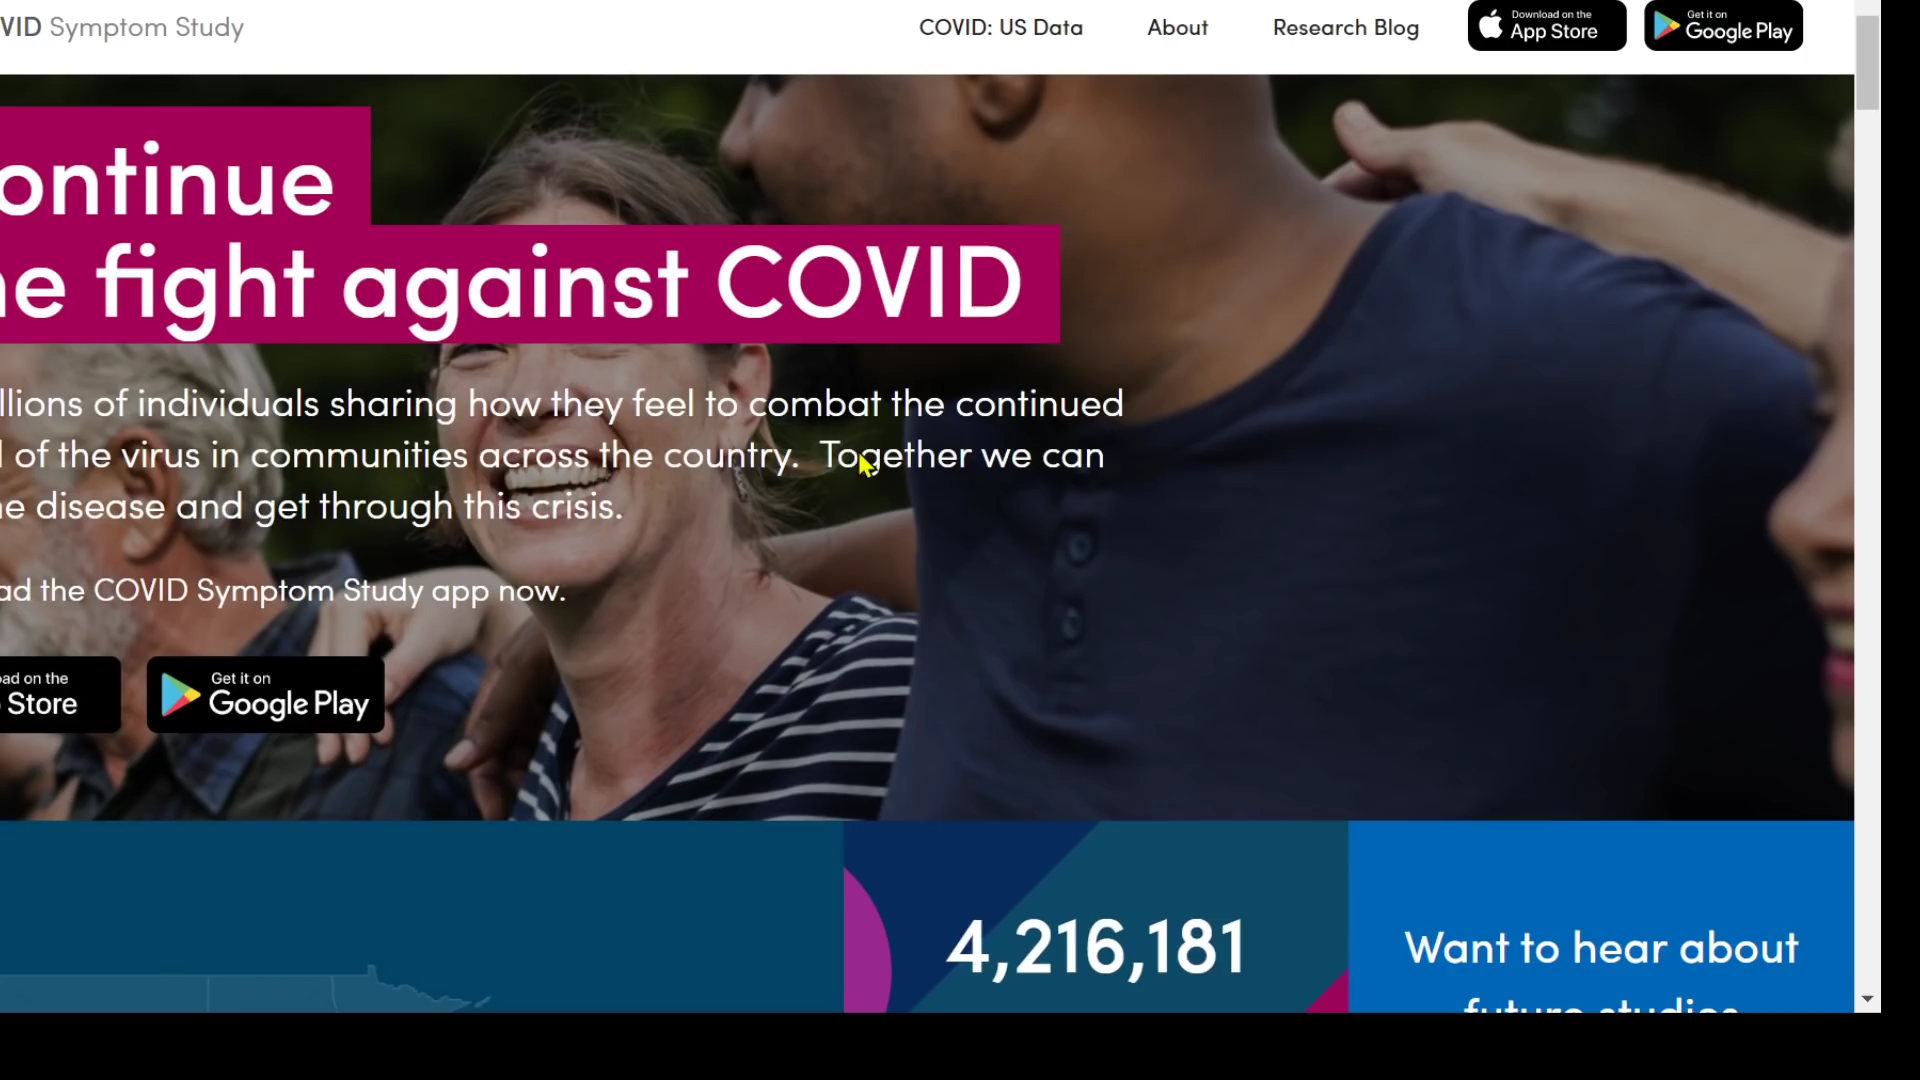 VID Symptom Study
COVID: US Data
About
Research Blog
Download on the
App Store
Get it on
Google Play
ontinue
e fight against COVID
llions of individuals sharing how they feel to combat the continued
of the virus in communities across the country. Together we can
e disease and get through this crisis.
ad the COVID Symptom Study app now.
ad on the
Store
Get it on
Google Play
4,216,181
Want to hear about
future studies